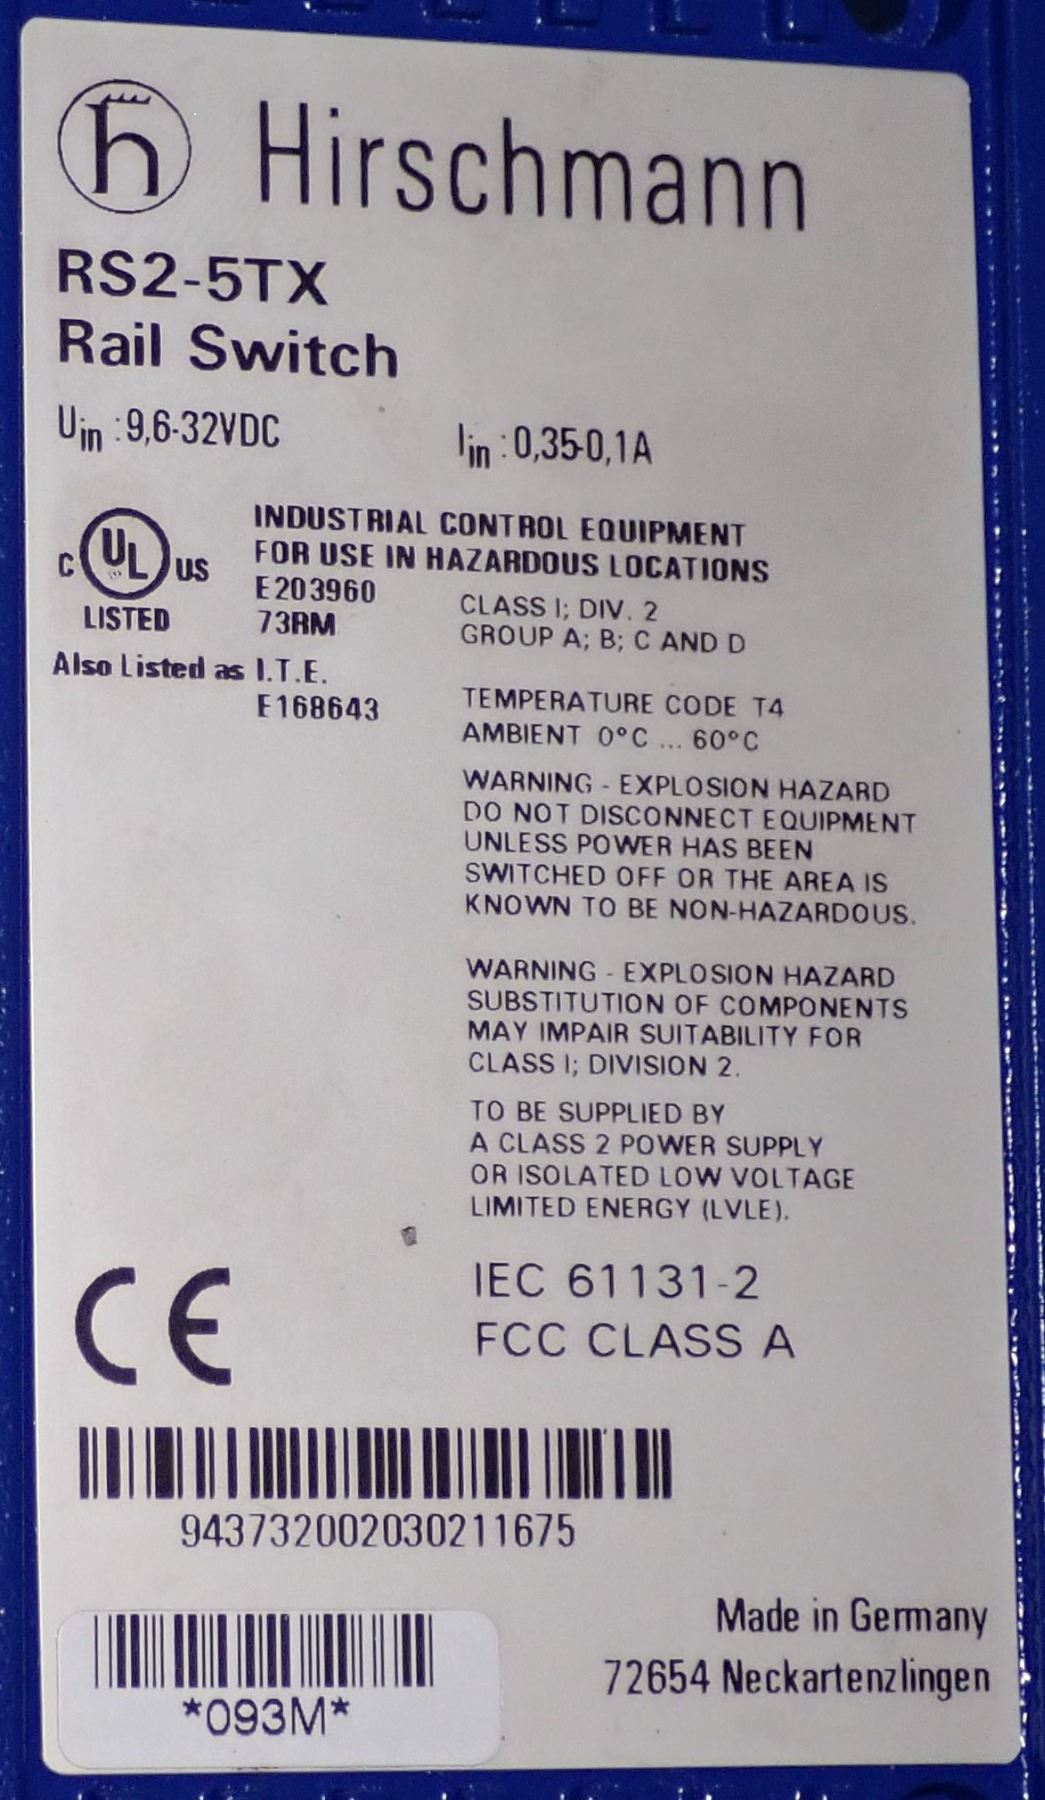 h Hirschmann
RS2-5TX
Rail Switch
Uin :9,6-32VDC Iin :0,35-0,1A
INDUSTRIAL CONTROL EQUIPMENT
FOR USE IN HAZARDOUS LOCATIONS
C UL US
LISTED
E203960
73RM
CLASS I; DIV. 2
GROUP A; B; C AND D
Also Listed as I.T.E.
E168643
TEMPERATURE CODE T4
AMBIENT 0°C ... 60°C
WARNING - EXPLOSION HAZARD
DO NOT DISCONNECT EQUIPMENT
UNLESS POWER HAS BEEN
SWITCHED OFF OR THE AREA IS
KNOWN TO BE NON-HAZARDOUS.
WARNING - EXPLOSION HAZARD
SUBSTITUTION OF COMPONENTS
MAY IMPAIR SUITABILITY FOR
CLASS I; DIVISION 2.
TO BE SUPPLIED BY
A CLASS 2 POWER SUPPLY
OR ISOLATED LOW VOLTAGE
LIMITED ENERGY (LVLE).
CE
IEC 61131-2
FCC CLASS A
943732002030211675
Made in Germany
72654 Neckartenzlingen
*093M*